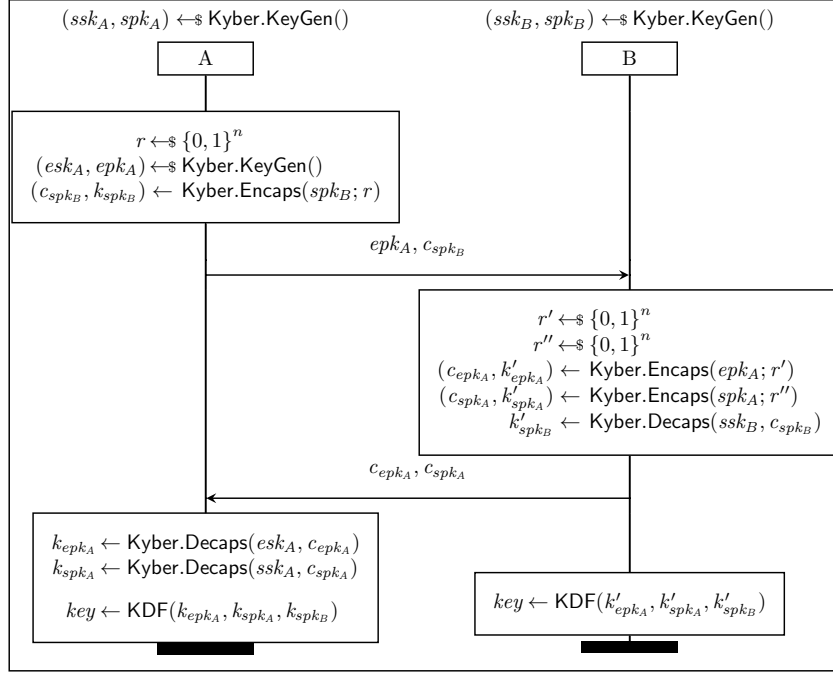 (ssk_A, spk_A) ←$ Kyber.KeyGen() (ssk_B, spk_B) ←$ Kyber.KeyGen()
A B
r ←$ {0, 1}^n
(esk_A, epk_A) ←$ Kyber.KeyGen()
(c_{spk_B}, k_{spk_B}) ← Kyber.Encaps(spk_B; r)
epk_A, c_{spk_B}
r′ ←$ {0, 1}^n
r″ ←$ {0, 1}^n
(c_{epk_A}, k′_{epk_A}) ← Kyber.Encaps(epk_A; r′)
(c_{spk_A}, k′_{spk_A}) ← Kyber.Encaps(spk_A; r″)
k′_{spk_B} ← Kyber.Decaps(ssk_B, c_{spk_B})
c_{epk_A}, c_{spk_A}
k_{epk_A} ← Kyber.Decaps(esk_A, c_{epk_A})
k_{spk_A} ← Kyber.Decaps(ssk_A, c_{spk_A})
key ← KDF(k_{epk_A}, k_{spk_A}, k_{spk_B})
key ← KDF(k′_{epk_A}, k′_{spk_A}, k′_{spk_B})